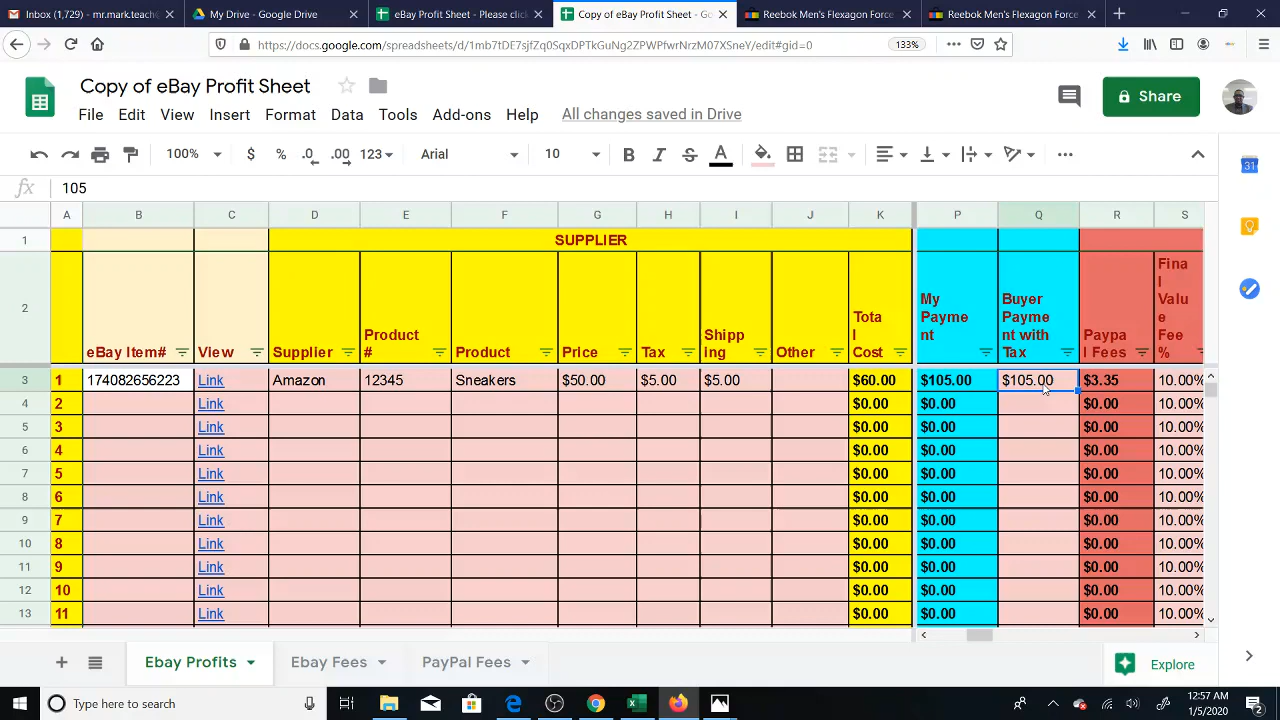 M Inbox (1,729) - mr.marteach@
My Drive - Google Drive
eBay Profit Sheet - Please click
Copy of eBay Profit Sheet - Go
Reebok Men's Flexagon Force
Reebok Men's Flexagon Force
https://docs.google.com/spreadsheets/d/
133%
Copy of eBay Profit Sheet
Share
File Edit View Insert Format Data Tools Add-ons Help All changes saved in Drive
100% $ % .0 .00 123 Arial 10 B I S A
31
fx 105
A B C D E F G H I J K P Q R S
1 SUPPLIER
2 eBay Item# View Supplier Product # Product Price Tax Shipping Other Total Cost My Payment Buyer Payment with Tax Paypal Fees Final Value Fee %
3 1 174082656223 Link Amazon 12345 Sneakers $50.00 $5.00 $5.00 $60.00 $105.00 $105.00 $3.35 10.00%
4 2 Link $0.00 $0.00 $0.00 10.00%
5 3 Link $0.00 $0.00 $0.00 10.00%
6 4 Link $0.00 $0.00 $0.00 10.00%
7 5 Link $0.00 $0.00 $0.00 10.00%
8 6 Link $0.00 $0.00 $0.00 10.00%
9 7 Link $0.00 $0.00 $0.00 10.00%
10 8 Link $0.00 $0.00 $0.00 10.00%
11 9 Link $0.00 $0.00 $0.00 10.00%
12 10 Link $0.00 $0.00 $0.00 10.00%
13 11 Link $0.00 $0.00 $0.00 10.00%
Ebay Profits Ebay Fees PayPal Fees Explore
Type here to search
12:57 AM
1/5/2020
2